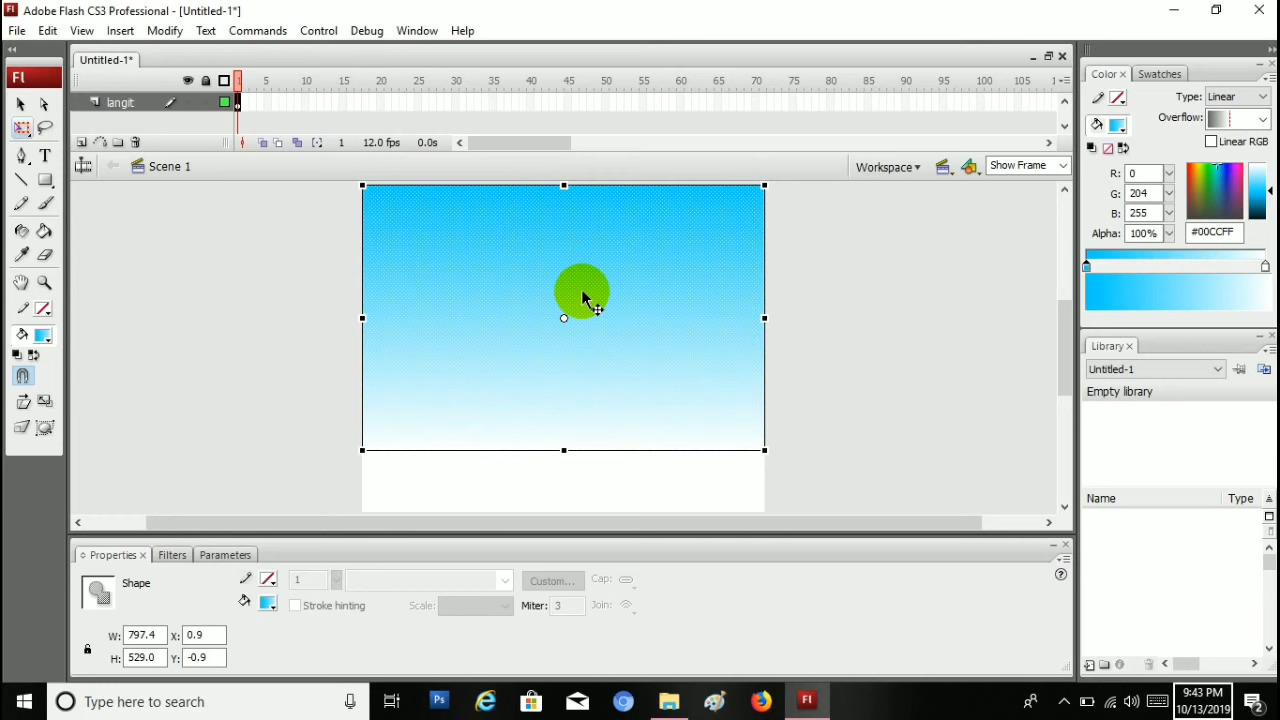 Adobe Flash CS3 Professional - [Untitled-1*]
File Edit View Insert Modify Text Commands Control Debug Window Help
Untitled-1*
5 10 15 20 25 30 35 40 45 50 55 60 65 70 75 80 85 90 95 100 105
langit
1 12.0 fps 0.0s
Scene 1
Workspace
Show Frame
Fl
Color Swatches
Type: Linear
Overflow:
Linear RGB
R: 0
G: 204
B: 255
Alpha: 100% #00CCFF
Library
Untitled-1
Empty library
Name Type
Properties Filters Parameters
Shape
1
Custom...
Cap:
Stroke hinting
Scale:
Miter: 3
Join:
W: 797.4 X: 0.9
H: 529.0 Y: -0.9
Type here to search
Ps
Fl
9:43 PM
10/13/2019
2